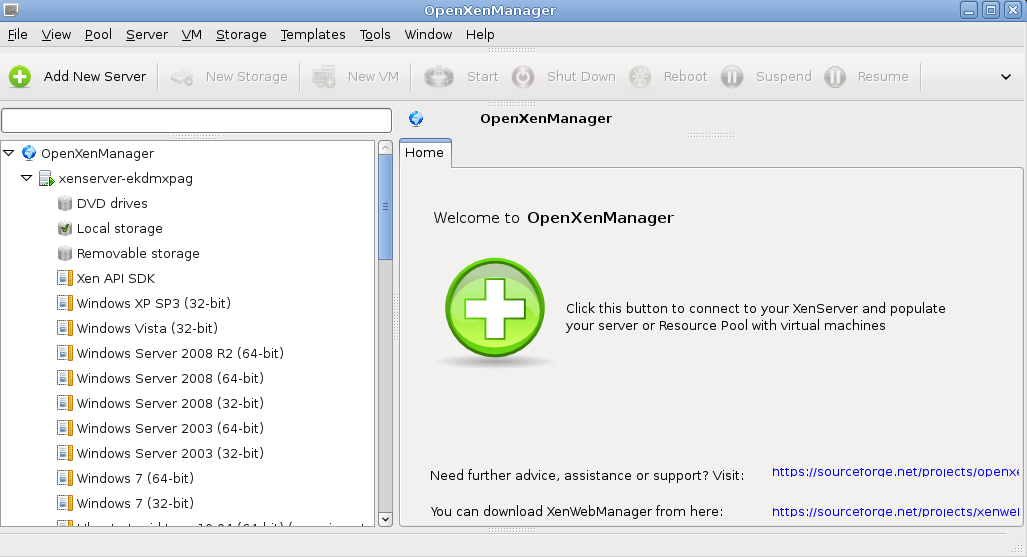 OpenXenManager
File View Pool Server VM Storage Templates Tools Window Help
Add New Server New Storage New VM Start Shut Down Reboot Suspend Resume
OpenXenManager
Home
OpenXenManager
xenserver-ekdmxpag
DVD drives
Local storage
Removable storage
Xen API SDK
Windows XP SP3 (32-bit)
Windows Vista (32-bit)
Windows Server 2008 R2 (64-bit)
Windows Server 2008 (64-bit)
Windows Server 2008 (32-bit)
Windows Server 2003 (64-bit)
Windows Server 2003 (32-bit)
Windows 7 (64-bit)
Windows 7 (32-bit)
Welcome to OpenXenManager
Click this button to connect to your XenServer and populate
your server or Resource Pool with virtual machines
Need further advice, assistance or support? Visit: https://sourceforge.net/projects/openxe
You can download XenWebManager from here: https://sourceforge.net/projects/xenwel